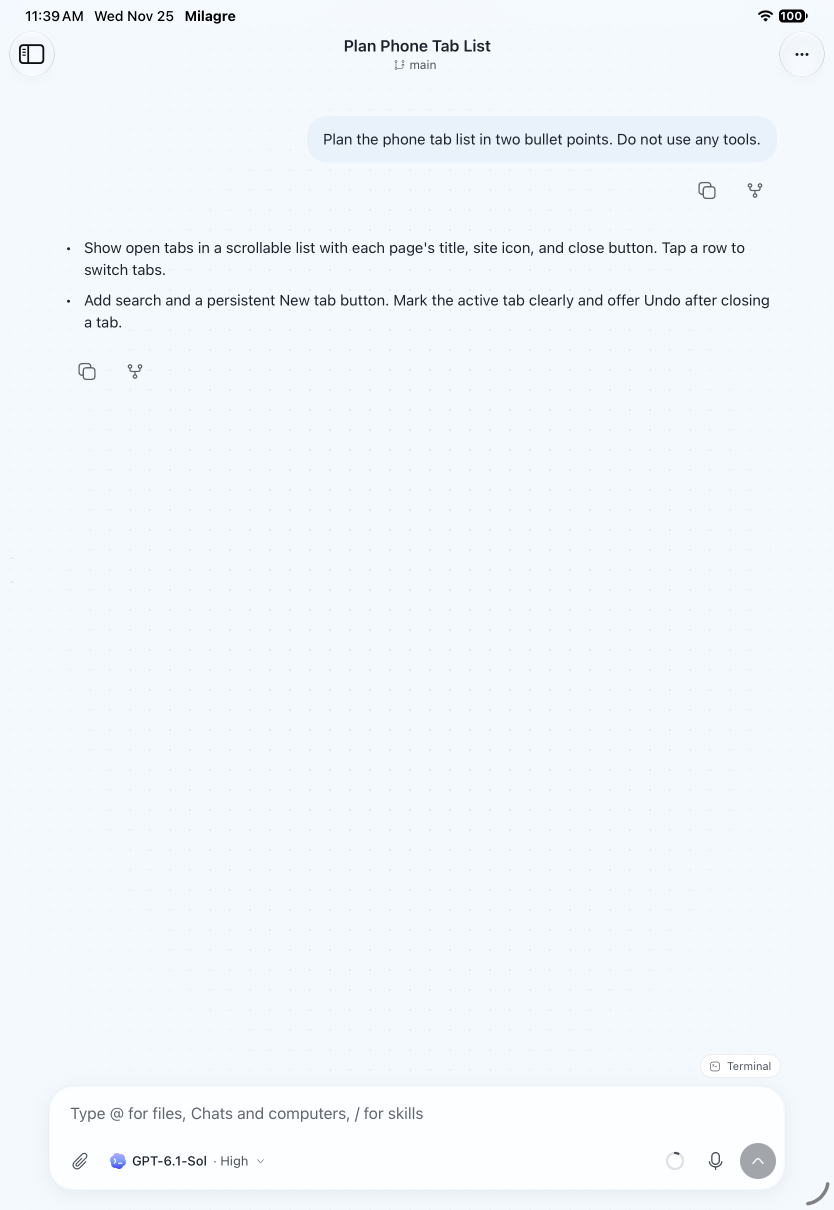 11:39 AM Wed Nov 25 Milagre
100
Plan Phone Tab List
main
Plan the phone tab list in two bullet points. Do not use any tools.
• Show open tabs in a scrollable list with each page's title, site icon, and close button. Tap a row to
switch tabs.
• Add search and a persistent New tab button. Mark the active tab clearly and offer Undo after closing
a tab.
Terminal
Type @ for files, Chats and computers, / for skills
GPT-6.1-Sol · High